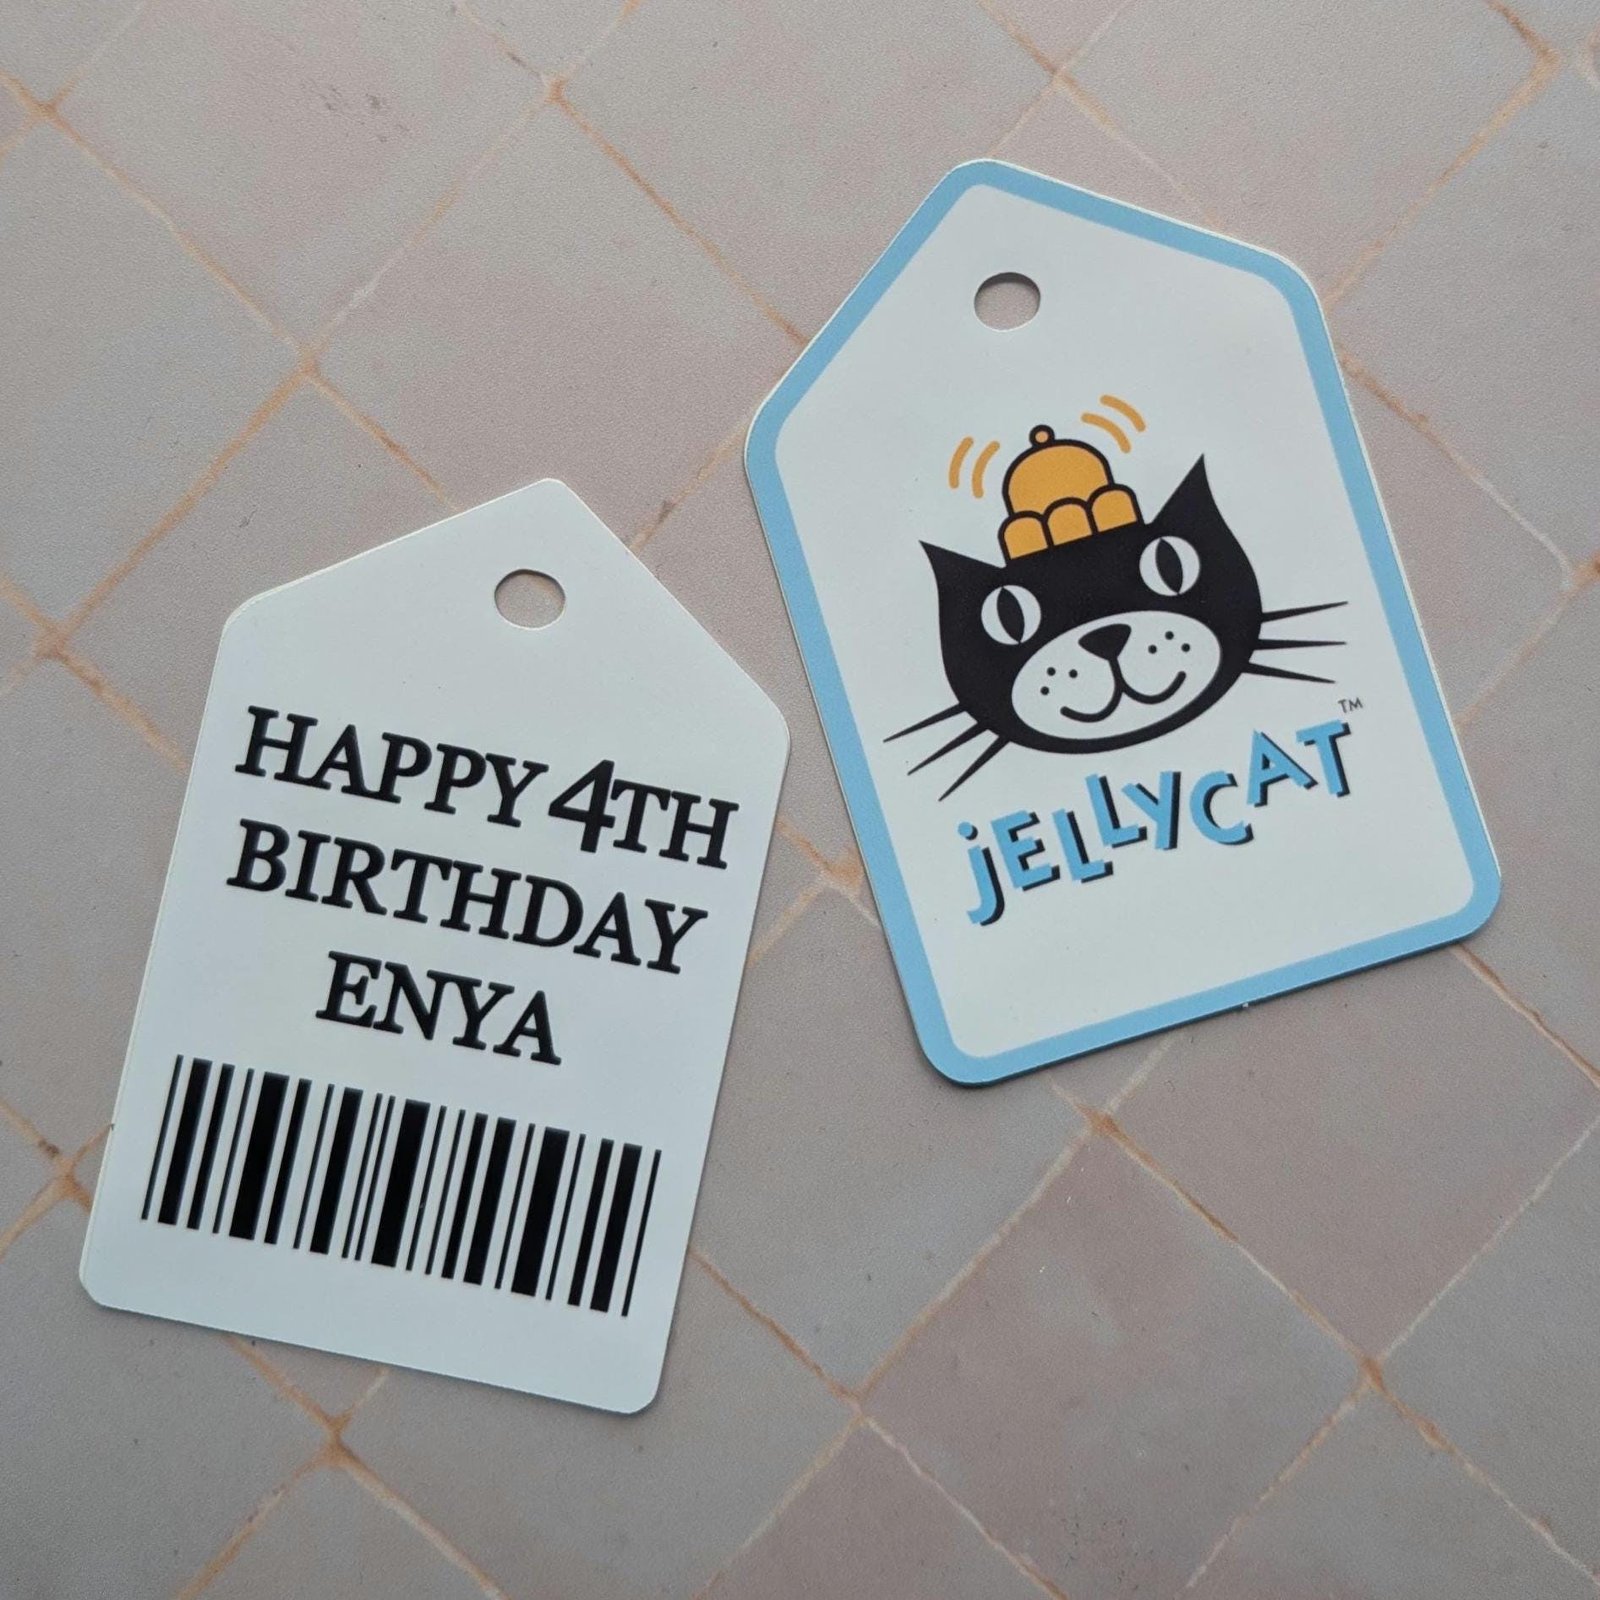 HAPPY 4TH
BIRTHDAY
ENYA
jELLYCAT™